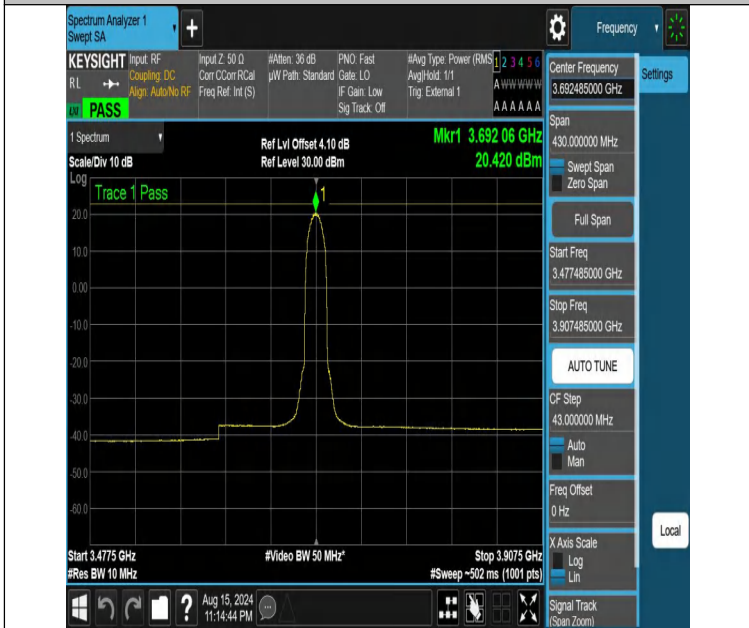 Spectrum Analyzer 1
Swept SA
+
Frequency
KEYSIGHT
RL
PASS
Input: RF
Coupling: DC
Align: Auto/No RF
Input Z: 50 Ω
Corr CCorr RCal
Freq Ref: Int (S)
#Atten: 36 dB
µW Path: Standard
PNO: Fast
Gate: LO
IF Gain: Low
Sig Track: Off
#Avg Type: Power (RMS
Avg|Hold: 1/1
Trig: External 1
1 2 3 4 5 6
A W W W W W
A A A A A A
Center Frequency
3.692485000 GHz
Settings
Span
430.000000 MHz
Swept Span
Zero Span
Full Span
Start Freq
3.477485000 GHz
Stop Freq
3.907485000 GHz
AUTO TUNE
CF Step
43.000000 MHz
Auto
Man
Freq Offset
0 Hz
X Axis Scale
Log
Lin
Signal Track
(Span Zoom)
Local
1 Spectrum
Scale/Div 10 dB
Ref Lvl Offset 4.10 dB
Ref Level 30.00 dBm
Mkr1 3.692 06 GHz
20.420 dBm
Log
Trace 1 Pass
1
20.0
10.0
0.00
-10.0
-20.0
-30.0
-40.0
-50.0
-60.0
Start 3.4775 GHz
#Res BW 10 MHz
#Video BW 50 MHz*
Stop 3.9075 GHz
#Sweep ~502 ms (1001 pts)
?
Aug 15, 2024
11:14:44 PM